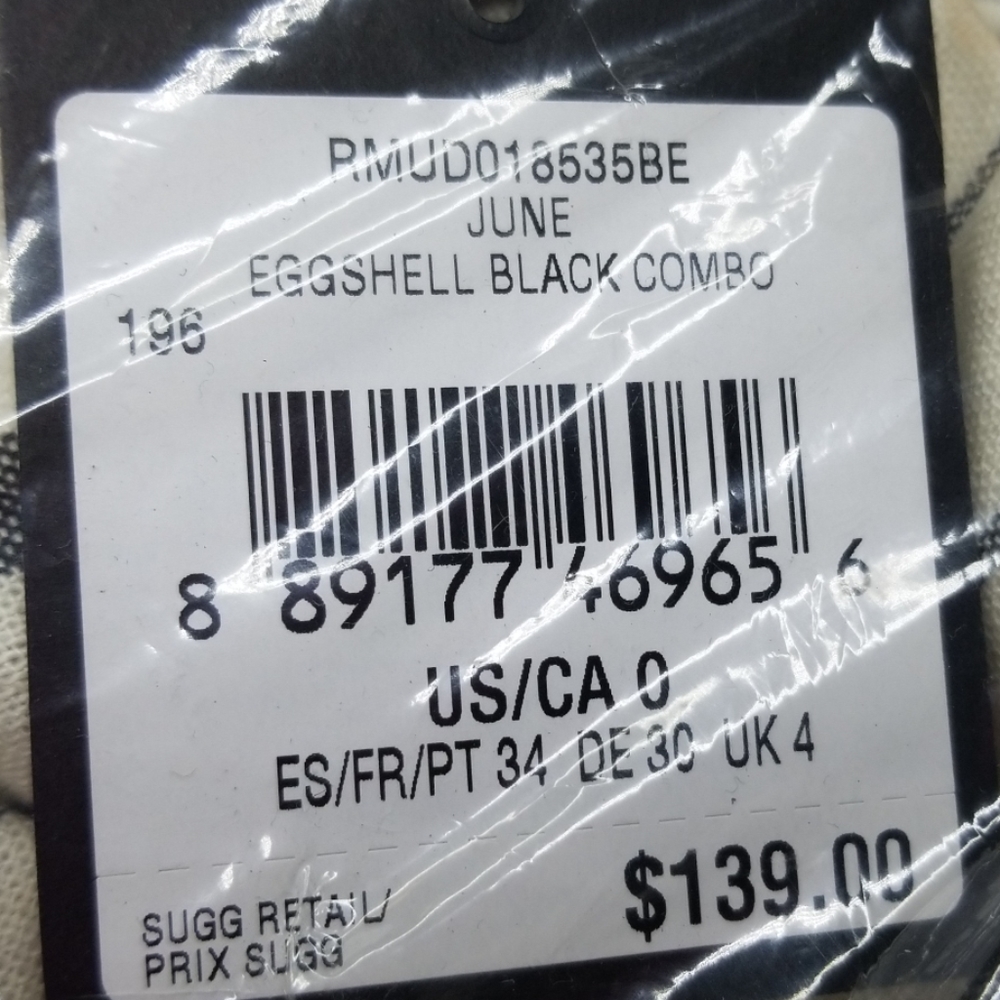 RMUD018535BE
JUNE
EGGSHELL BLACK COMBO
196
8 89177 46965 6
US/CA 0
ES/FR/PT 34 DE 30 UK 4
$139.00
SUGG RETAIL/
PRIX SUGG